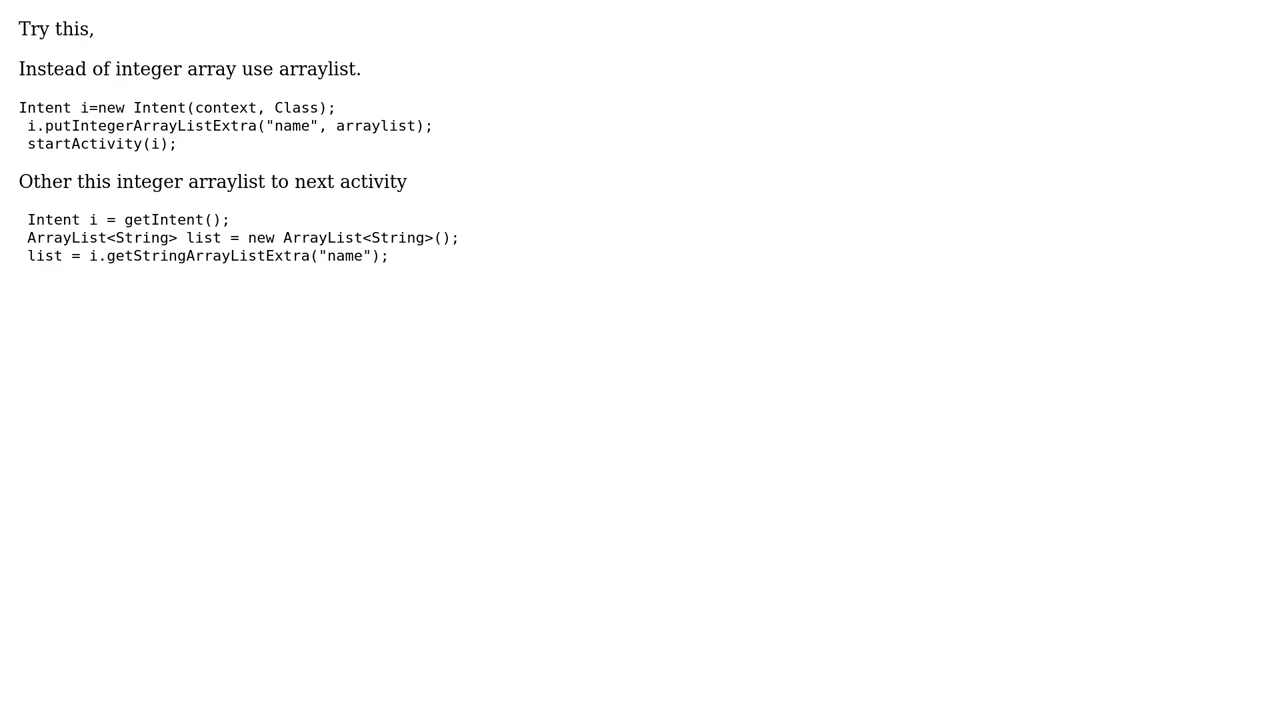 Try this,
Instead of integer array use arraylist.
Intent i=new Intent(context, Class);
 i.putIntegerArrayListExtra("name", arraylist);
 startActivity(i);
Other this integer arraylist to next activity
 Intent i = getIntent();
 ArrayList<String> list = new ArrayList<String>();
 list = i.getStringArrayListExtra("name");